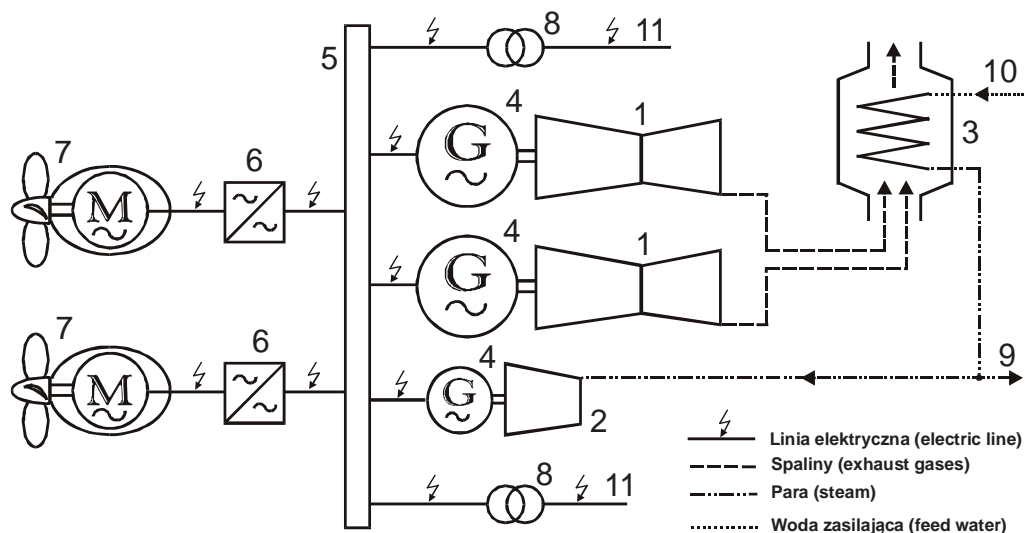 8
11
5
4
1
10
G
3
7
6
M
4
1
G
7
6
4
9
M
G
2
Linia elektryczna (electric line)
Spaliny (exhaust gases)
8
11
Para (steam)
Woda zasilająca (feed water)